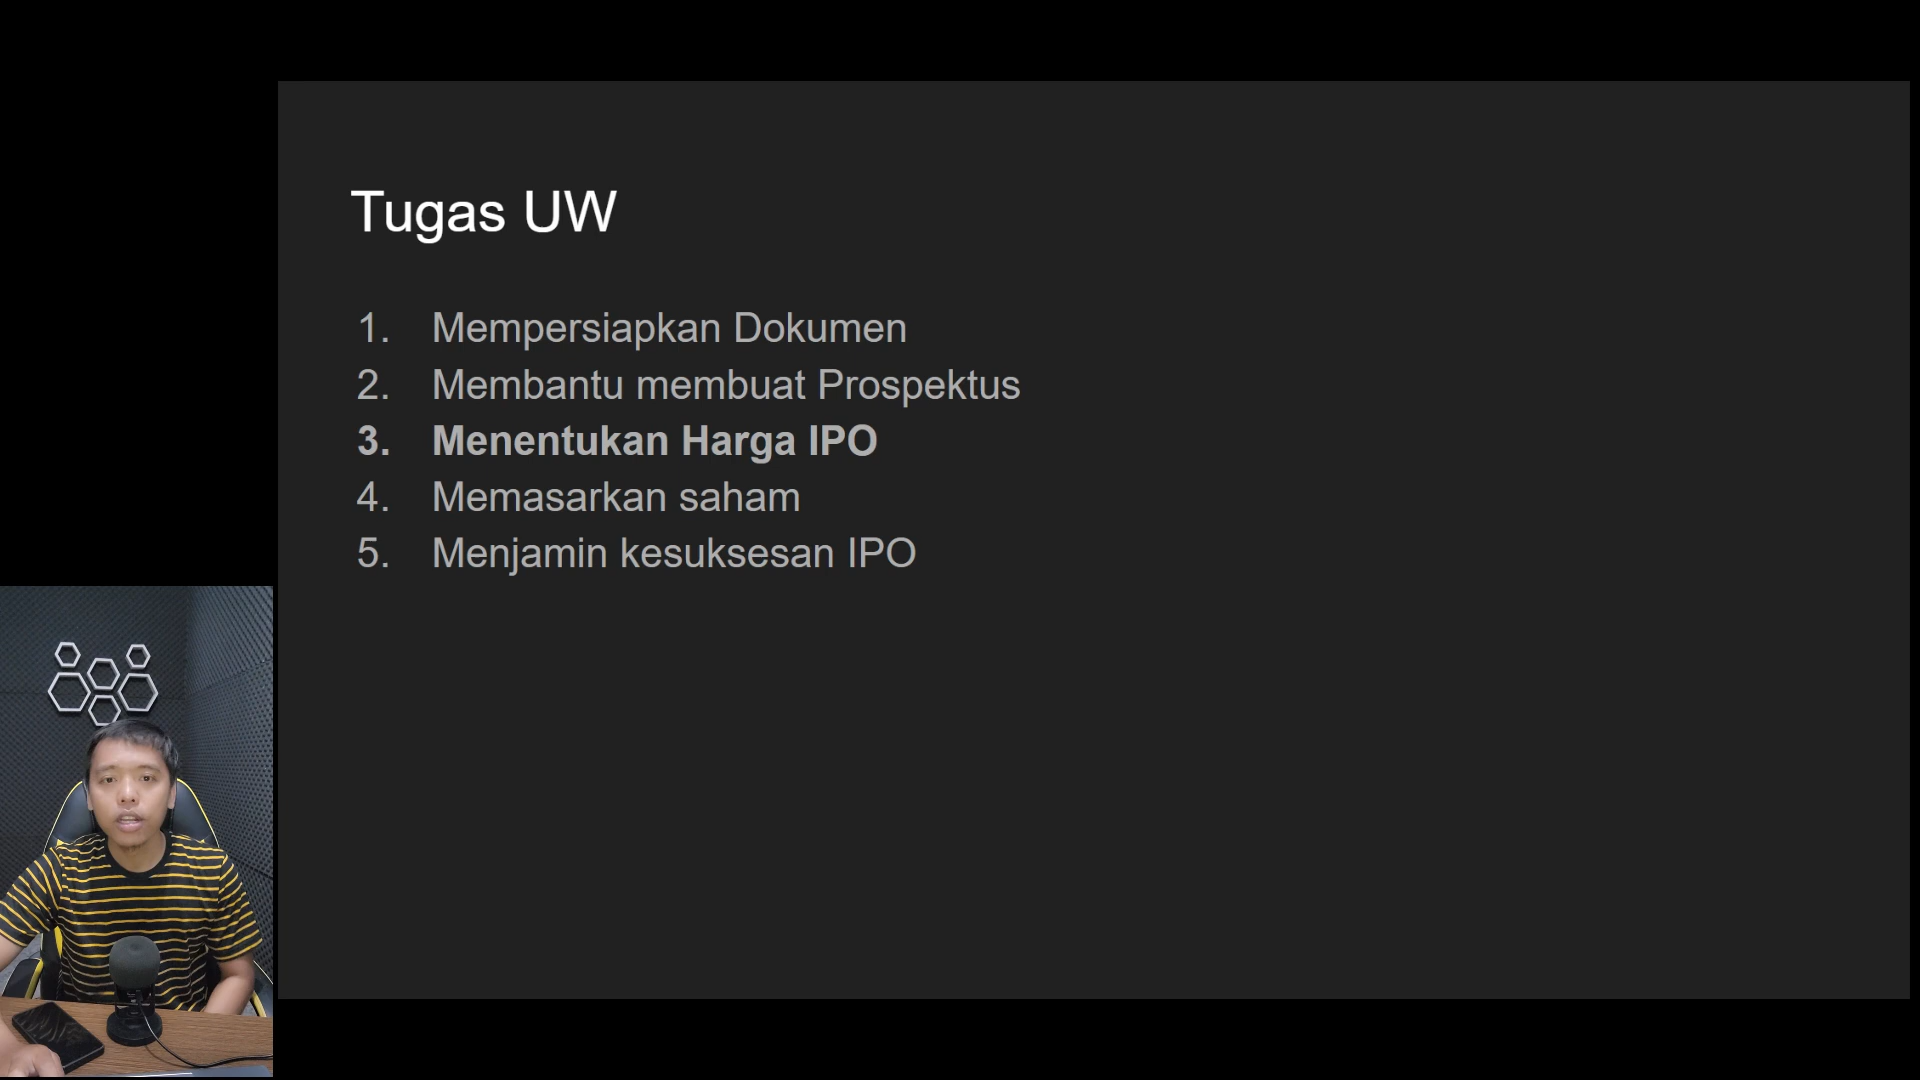 Tugas UW
1. Mempersiapkan Dokumen
2. Membantu membuat Prospektus
3. Menentukan Harga IPO
4. Memasarkan saham
5. Menjamin kesuksesan IPO